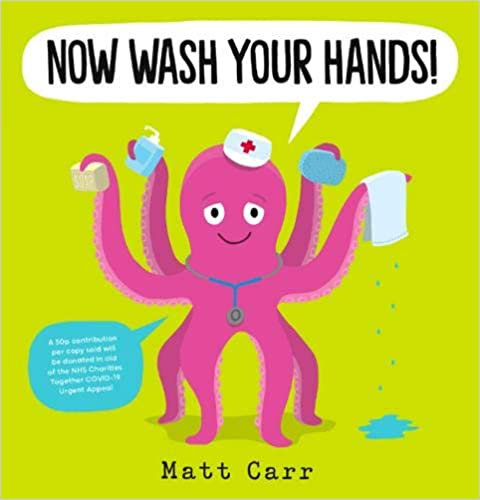 NOW WASH YOUR HANDS!
SOAP
A 50p contribution
per copy sold will
be donated in aid
of the NHS Charities
Together COVID-19
Urgent Appeal
Matt Carr